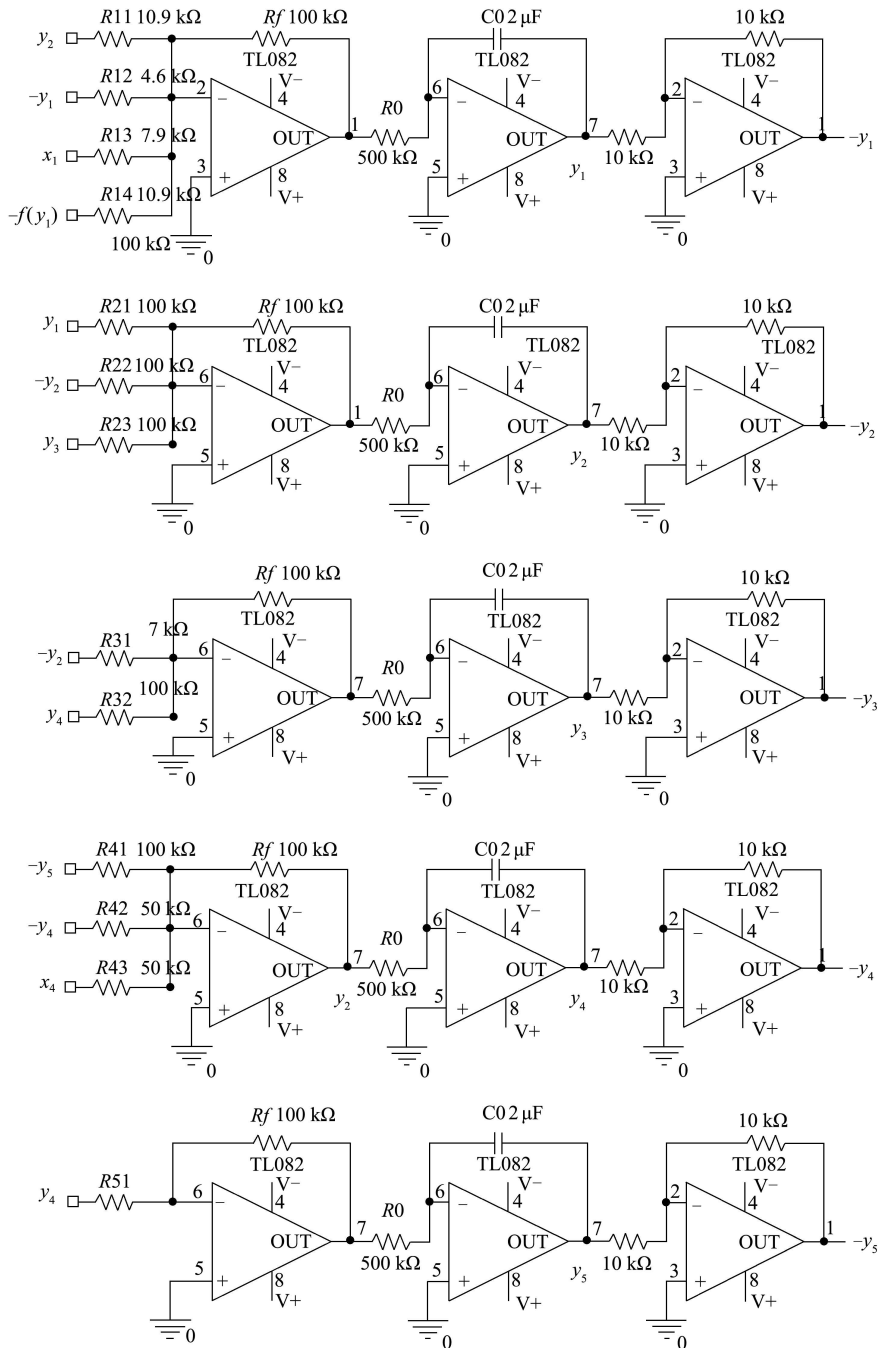 R11 10.9 kΩ Rf 100 kΩ C0 2 μF 10 kΩ
y2 TL082 TL082 TL082
R12 4.6 kΩ V− V− V−
−y1 2 − 4 6 − 4 2 − 4
R0
R13 7.9 kΩ OUT 1 OUT 7 OUT 1 −y1
x1 500 kΩ y1 10 kΩ
3 + 8 5 + 8 3 + 8
R14 10.9 kΩ V+ V+ V+
−f(y1)
100 kΩ 0 0 0
R21 100 kΩ Rf 100 kΩ C0 2 μF 10 kΩ
y1 TL082 TL082 TL082
R22 100 kΩ V− V− V−
−y2 6 − 4 6 − 4 2 − 4
R0
R23 100 kΩ OUT 1 OUT 7 OUT 1 −y2
y3 500 kΩ y2 10 kΩ
5 + 8 5 + 8 3 + 8
V+ V+ V+
0 0 0
Rf 100 kΩ C0 2 μF 10 kΩ
TL082 TL082 TL082
7 kΩ V− V− V−
−y2 R31 6 − 4 6 − 4 2 − 4
100 kΩ R0
y4 R32 OUT 7 OUT 7 OUT 1 −y3
500 kΩ y3 10 kΩ
5 + 8 5 + 8 3 + 8
V+ V+ V+
0 0 0
R41 100 kΩ Rf 100 kΩ C0 2 μF 10 kΩ
−y5 TL082 TL082 TL082
R42 50 kΩ V− V− V−
−y4 6 − 4 6 − 4 2 − 4
R0
R43 50 kΩ OUT 7 OUT 7 OUT 1 −y4
x4 y2 500 kΩ y4 10 kΩ
5 + 8 5 + 8 3 + 8
V+ V+ V+
0 0 0
Rf 100 kΩ C0 2 μF 10 kΩ
TL082 TL082 TL082
V− V− V−
y4 R51 6 − 4 6 − 4 2 − 4
R0
OUT 7 OUT 7 OUT 1 −y5
500 kΩ y5 10 kΩ
5 + 8 5 + 8 3 + 8
V+ V+ V+
0 0 0